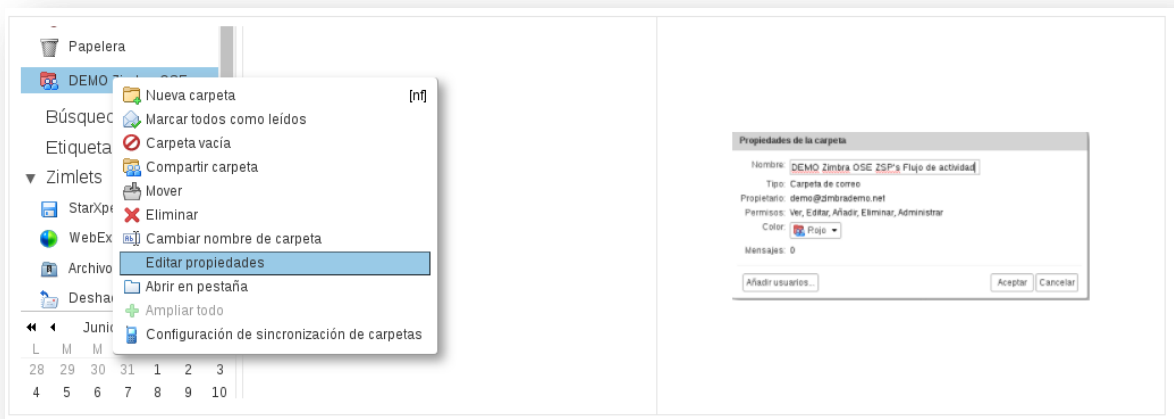 Papelera
DEMO
Nueva carpeta [nf]
Búsquec
Marcar todos como leídos
Etiqueta
Carpeta vacía
Compartir carpeta
Zimlets
Mover
StarXpe
Eliminar
WebEx
Cambiar nombre de carpeta
Archivo
Editar propiedades
Abrir en pestaña
Deshac
Ampliar todo
Junio
Configuración de sincronización de carpetas
L M M
28 29 30 31 1 2 3
4 5 6 7 8 9 10
Propiedades de la carpeta
Nombre: DEMO Zimbra OSE ZSP's Flujo de actividad
Tipo: Carpeta de correo
Propietario: demo@zimbrademo.net
Permisos: Ver, Editar, Añadir, Eliminar, Administrar
Color: Rojo
Mensajes: 0
Añadir usuarios... Aceptar Cancelar